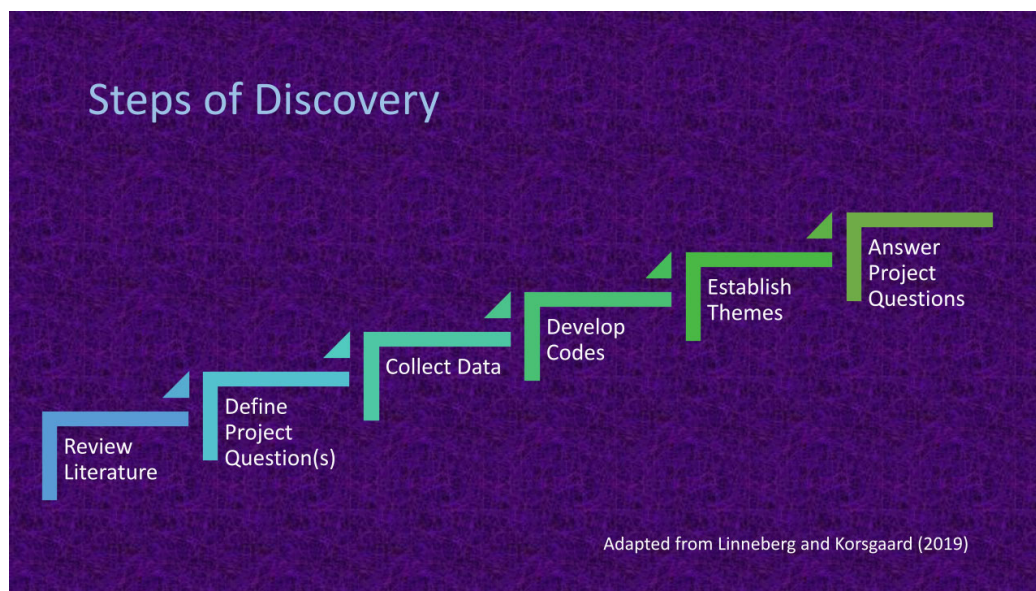 Steps of Discovery
Review
Literature
Define
Project
Question(s)
Collect Data
Develop
Codes
Establish
Themes
Answer
Project
Questions
Adapted from Linneberg and Korsgaard (2019)